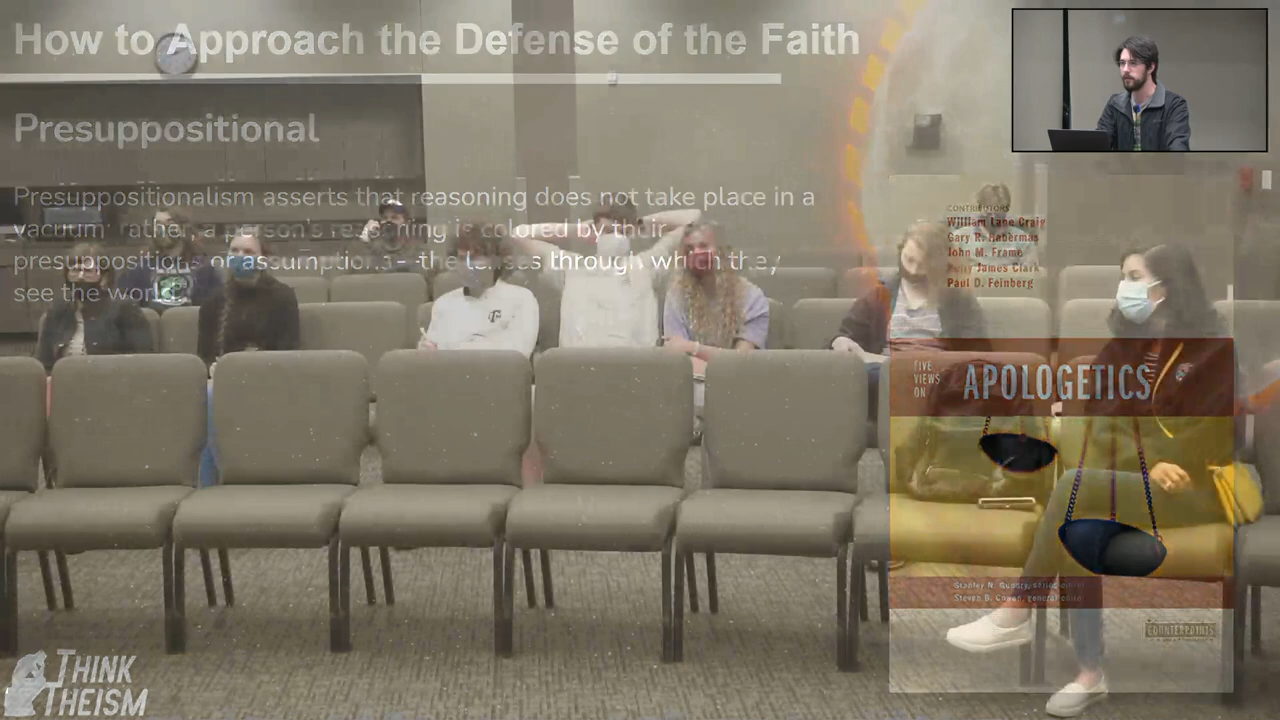 How to Approach the Defense of the Faith
Presuppositional
Presuppositionalism asserts that reasoning does not take place in a
vacuum; rather, a person's reasoning is colored by their
presuppositions or assumptions--the lenses through which they
see the world.
CONTRIBUTORS
William Lane Craig
Gary R. Habermas
John M. Frame
Kelly James Clark
Paul D. Feinberg
FIVE
VIEWS
ON
APOLOGETICS
Stanley N. Gundry, series editor
Steven B. Cowan, general editor
COUNTERPOINTS
THINK
THEISM